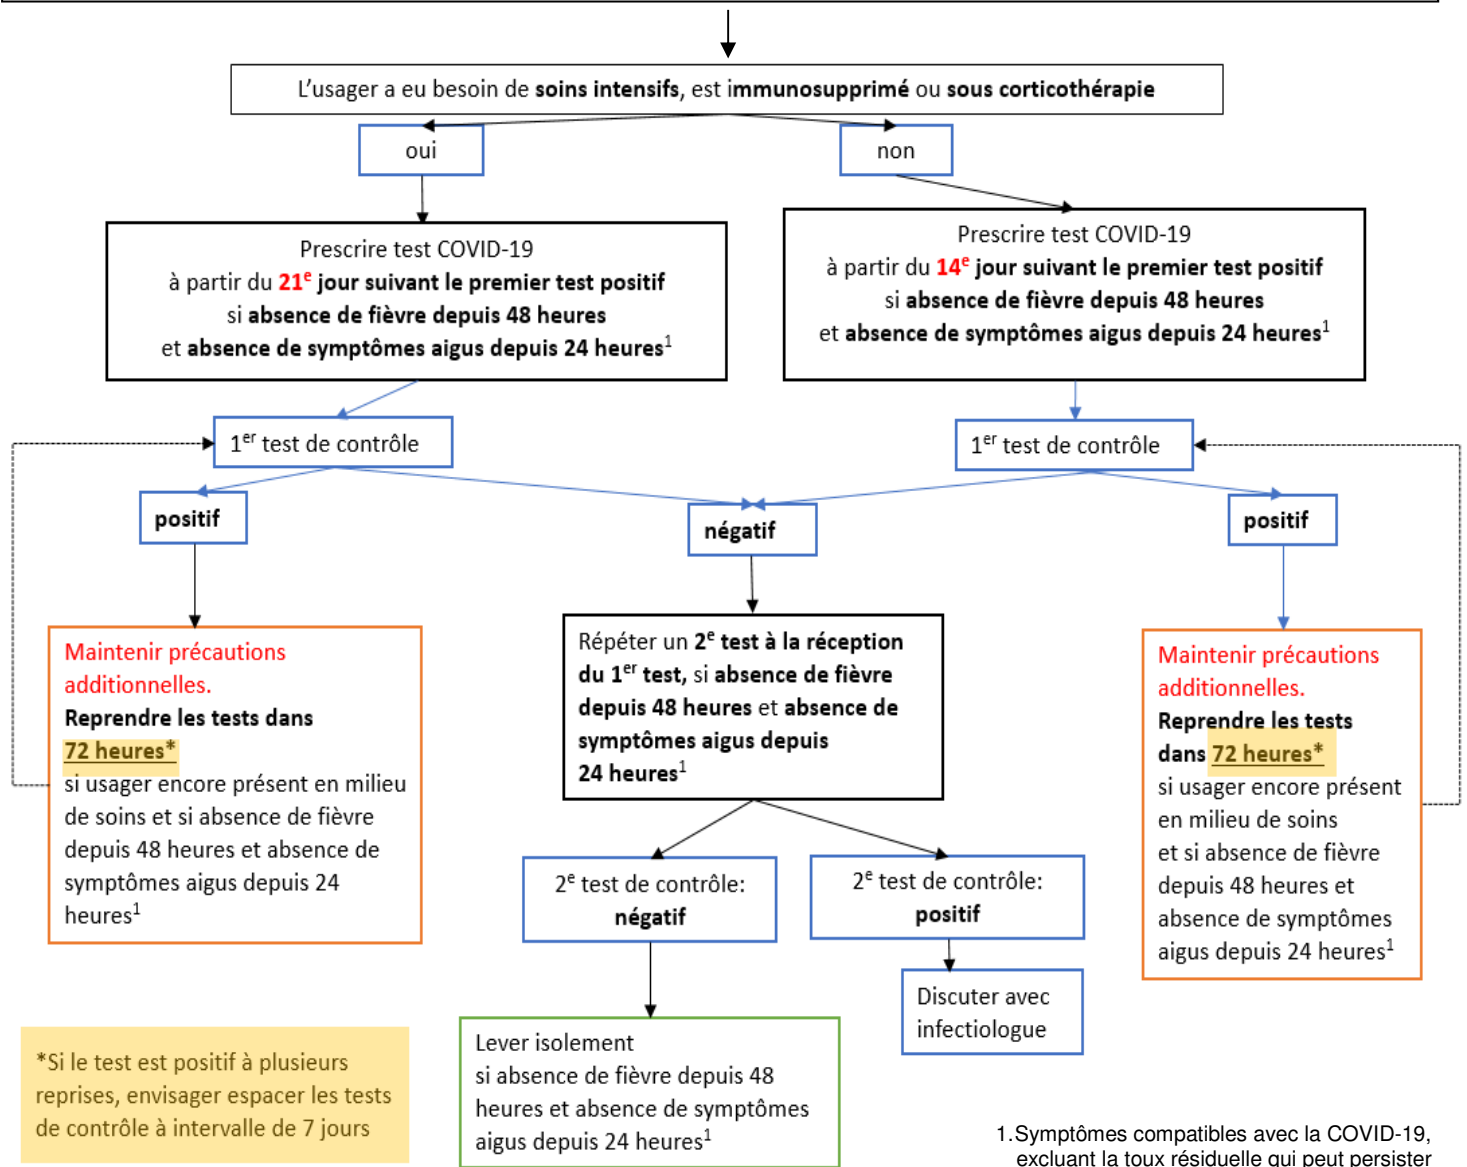 L'usager a eu besoin de soins intensifs, est immunosupprimé ou sous corticothérapie
oui
non
Prescrire test COVID-19
à partir du 21e jour suivant le premier test positif
si absence de fièvre depuis 48 heures
et absence de symptômes aigus depuis 24 heures1
Prescrire test COVID-19
à partir du 14e jour suivant le premier test positif
si absence de fièvre depuis 48 heures
et absence de symptômes aigus depuis 24 heures1
1er test de contrôle
1er test de contrôle
positif
négatif
positif
Maintenir précautions
additionnelles.
Reprendre les tests dans
72 heures*
si usager encore présent en milieu
de soins et si absence de fièvre
depuis 48 heures et absence de
symptômes aigus depuis 24
heures1
Répéter un 2e test à la réception
du 1er test, si absence de fièvre
depuis 48 heures et absence de
symptômes aigus depuis
24 heures1
Maintenir précautions
additionnelles.
Reprendre les tests
dans 72 heures*
si usager encore présent
en milieu de soins
et si absence de fièvre
depuis 48 heures et
absence de symptômes
aigus depuis 24 heures1
2e test de contrôle:
négatif
2e test de contrôle:
positif
Discuter avec
infectiologue
Lever isolement
si absence de fièvre depuis 48
heures et absence de symptômes
aigus depuis 24 heures1
*Si le test est positif à plusieurs
reprises, envisager espacer les tests
de contrôle à intervalle de 7 jours
1.Symptômes compatibles avec la COVID-19,
excluant la toux résiduelle qui peut persister